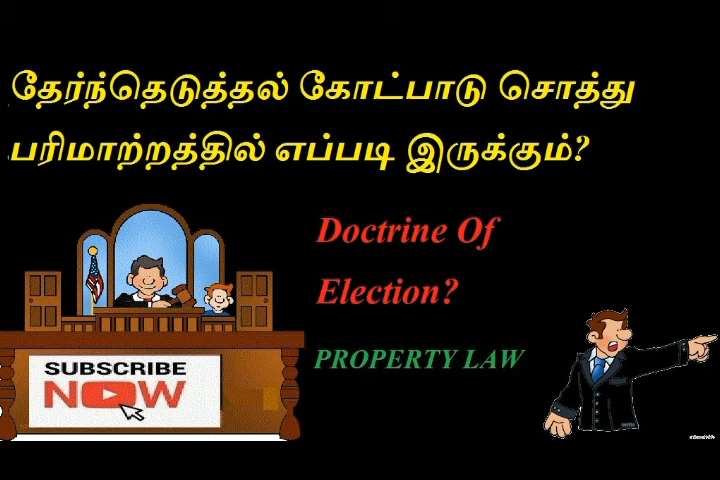 தேர்ந்தெடுத்தல் கோட்பாடு சொத்து
பரிமாற்றத்தில் எப்படி இருக்கும்?
Doctrine Of
Election?
PROPERTY LAW
SUBSCRIBE
NOW